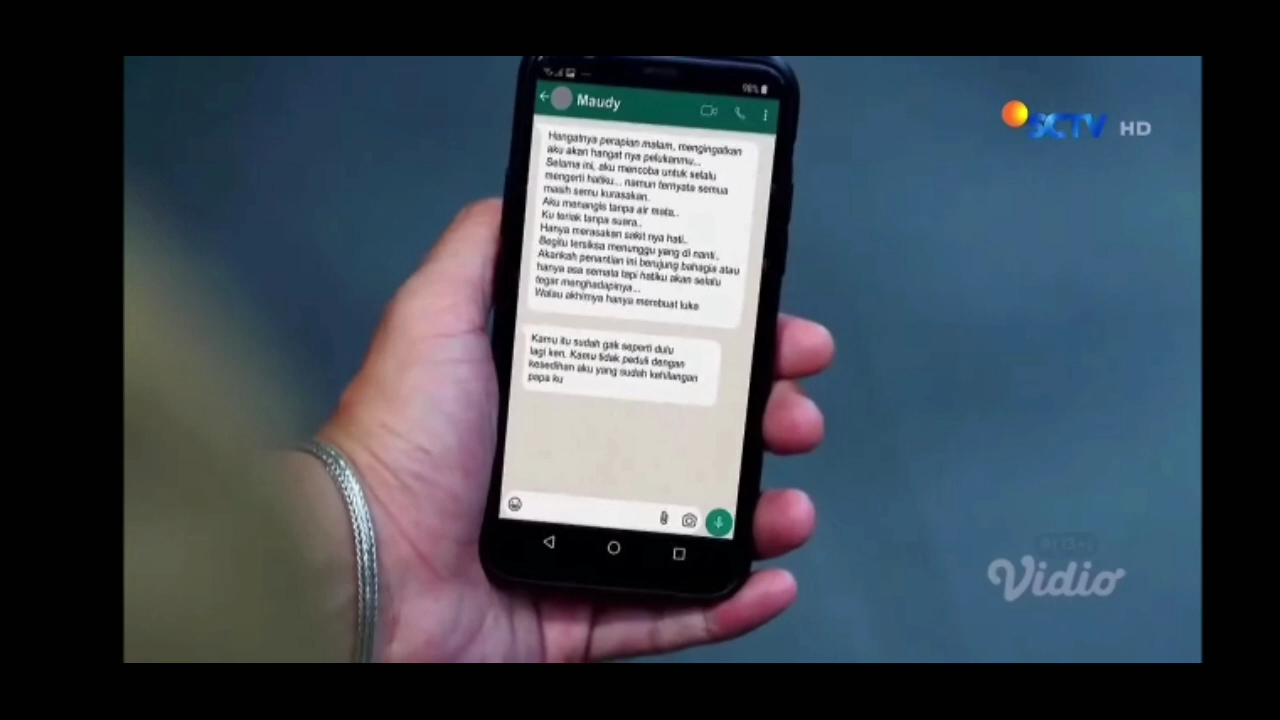 98%
Maudy
SCTV HD
Hangatnya perapian malam, mengingatkan
aku akan hangat nya pelukanmu...
Selama ini, aku mencoba untuk selalu
mengerti hatiku... namun ternyata semua
masih semu kurasakan.
Aku menangis tanpa air mata..
Ku teriak tanpa suara..
Hanya merasakan sakit nya hati..
Begitu tersiksa menunggu yang di nanti..
Akankah penantian ini berujung bahagia atau
hanya asa semata tapi hatiku akan selalu
tegar menghadapinya...
Walau akhirnya hanya membuat luka
Kamu itu sudah gak seperti dulu
lagi ken. Kamu tidak peduli dengan
kesedihan aku yang sudah kehilangan
papa ku
Vidio